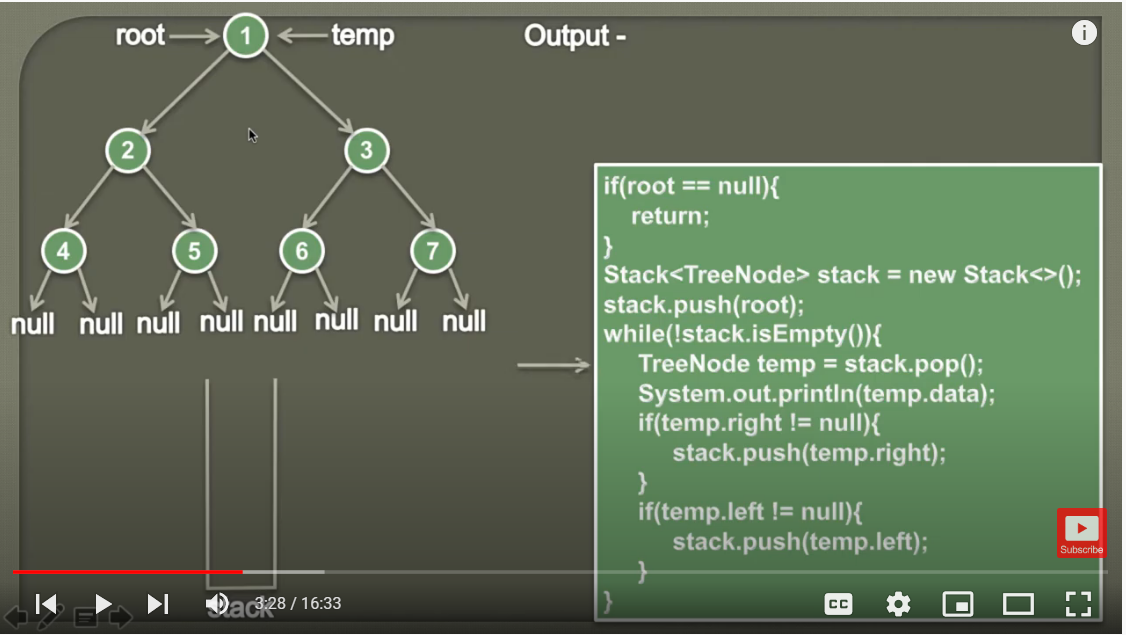 root 1 temp Output -
2 3
4 5 6 7
null null null null null null null null
if(root == null){
return;
}
Stack<TreeNode> stack = new Stack<>();
stack.push(root);
while(!stack.isEmpty()){
TreeNode temp = stack.pop();
System.out.println(temp.data);
if(temp.right != null){
stack.push(temp.right);
}
if(temp.left != null){
stack.push(temp.left);
}
}
stack
Subscribe
3:28 / 16:33
CC
i